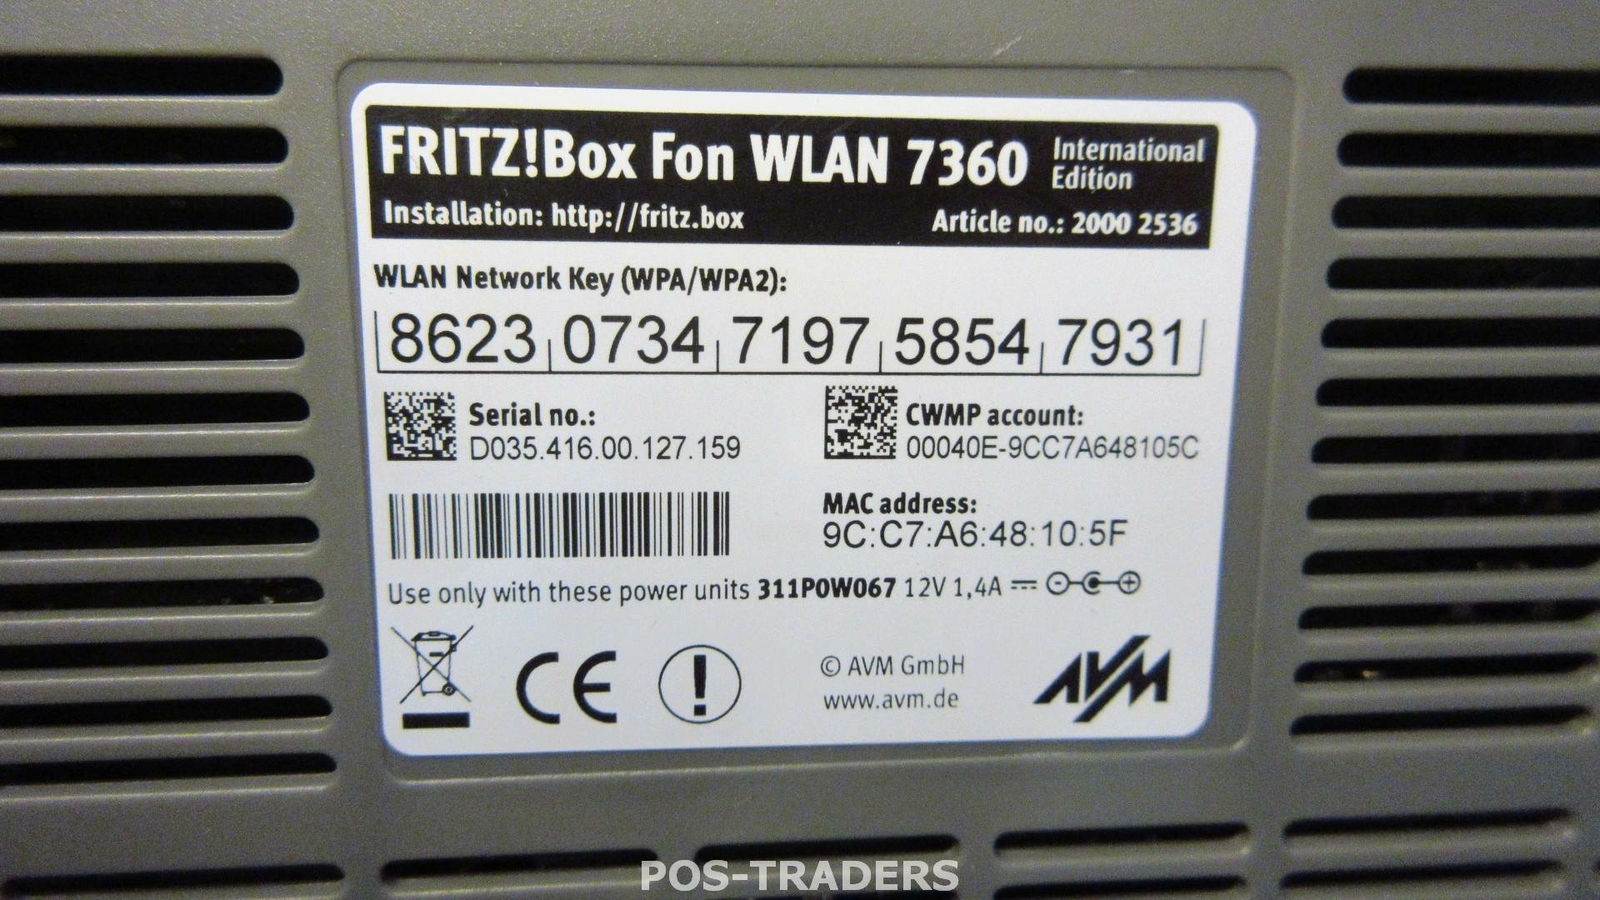 FRITZ!Box Fon WLAN 7360 International Edition
Installation: http://fritz.box Article no.: 2000 2536
WLAN Network Key (WPA/WPA2):
8623 0734 7197 5854 7931
Serial no.:
D035.416.00.127.159
CWMP account:
00040E-9CC7A648105C
MAC address:
9C:C7:A6:48:10:5F
Use only with these power units 311P0W067 12V 1,4A
CE
!
© AVM GmbH
www.avm.de
AVM
POS-TRADERS